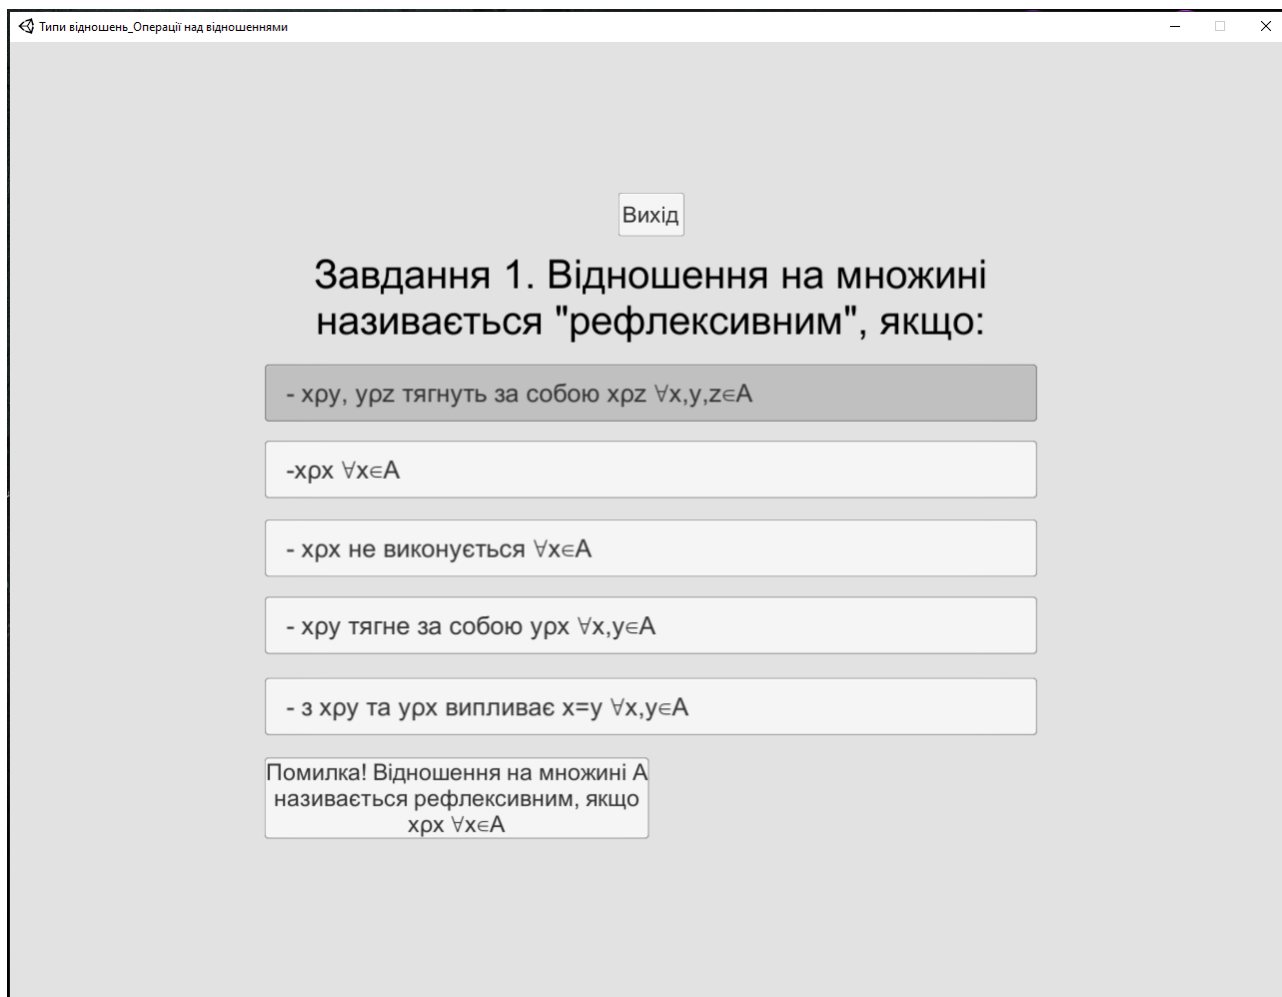 Типи відношень_Операції над відношеннями
Вихід
Завдання 1. Відношення на множині
називається "рефлексивним", якщо:
- xρy, yρz тягнуть за собою xρz ∀x,y,z∈A
-xρx ∀x∈A
- xρx не виконується ∀x∈A
- xρy тягне за собою yρx ∀x,y∈A
- з xρy та yρx випливає x=y ∀x,y∈A
Помилка! Відношення на множині A
називається рефлексивним, якщо
xρx ∀x∈A